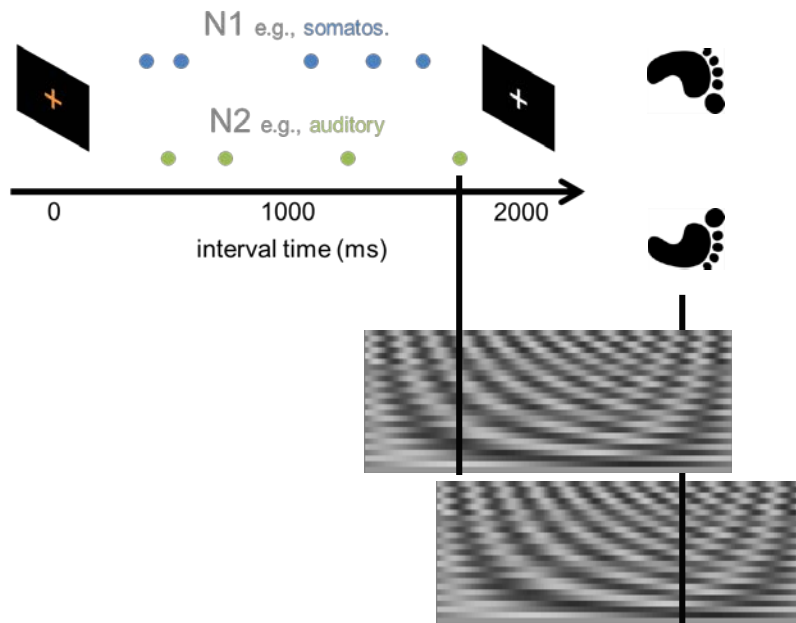 N1 e.g., somatos.
N2 e.g., auditory
0 1000 2000
interval time (ms)